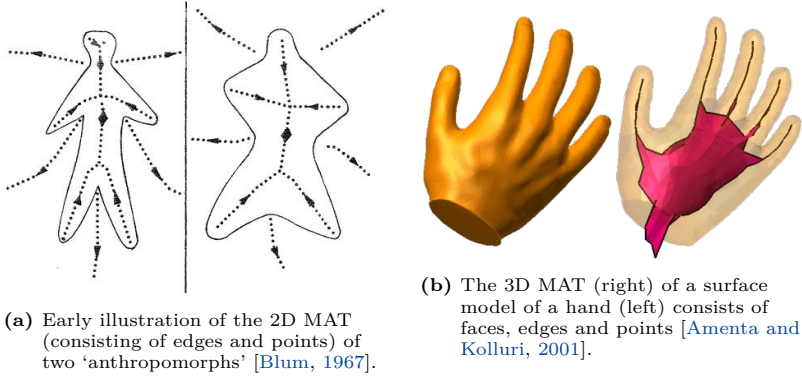 (a) Early illustration of the 2D MAT
(consisting of edges and points) of
two ‘anthropomorphs’ [Blum, 1967].
(b) The 3D MAT (right) of a surface
model of a hand (left) consists of
faces, edges and points [Amenta and
Kolluri, 2001].